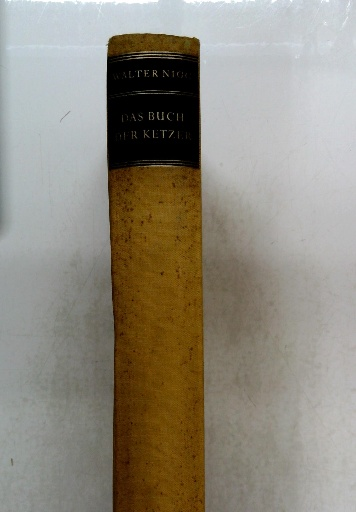 WALTER NIGG
DAS BUCH
DER KETZER